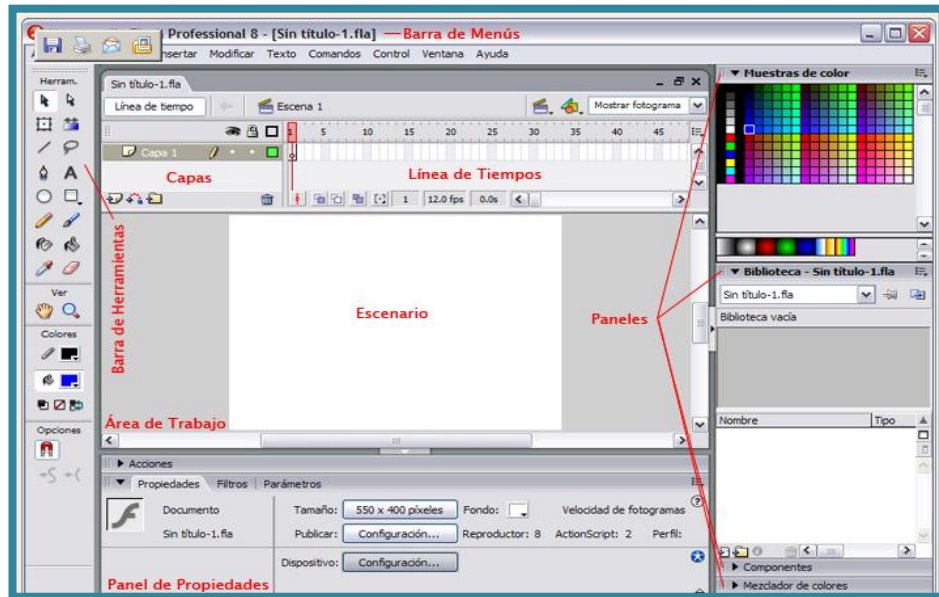 Professional 8 - [Sin título-1.fla] Barra de Menús
Insertar Modificar Texto Comandos Control Ventana Ayuda
Herram.
Ver
Colores
Opciones
Barra de Herramientas
Sin título-1.fla
Línea de tiempo Escena 1 Mostrar fotograma
1 5 10 15 20 25 30 35 40 45
Capa 1
Capas
Línea de Tiempos
1 12.0 fps 0.0s
Escenario
Paneles
Área de Trabajo
Acciones
Propiedades Filtros Parámetros
Documento Tamaño: 550 x 400 píxeles Fondo: Velocidad de fotogramas
Sin título-1.fla Publicar: Configuración... Reproductor: 8 ActionScript: 2 Perfil:
Dispositivo: Configuración...
Panel de Propiedades
Muestras de color
Biblioteca - Sin título-1.fla
Sin título-1.fla
Biblioteca vacía
Nombre Tipo
Componentes
Mezclador de colores